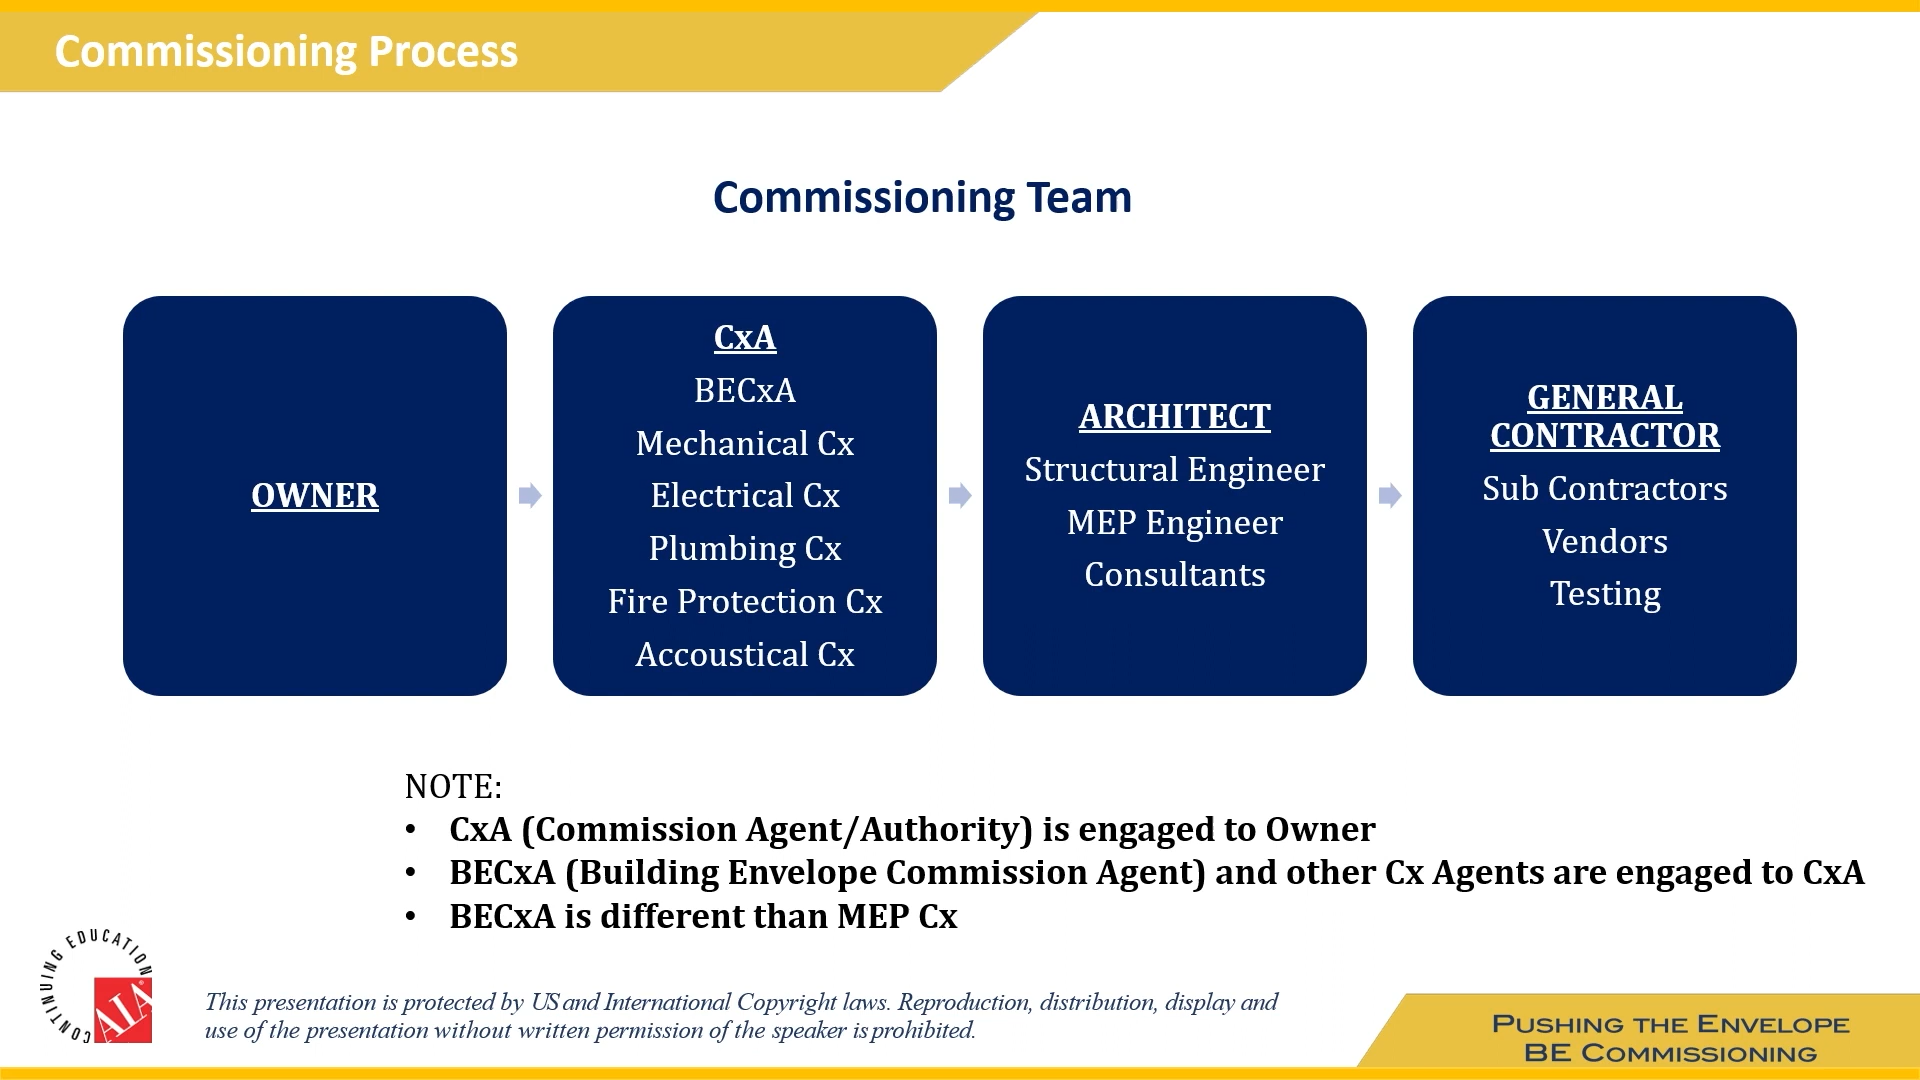 Commissioning Process
Commissioning Team
OWNER
CxA
BECxA
Mechanical Cx
Electrical Cx
Plumbing Cx
Fire Protection Cx
Accoustical Cx
ARCHITECT
Structural Engineer
MEP Engineer
Consultants
GENERAL
CONTRACTOR
Sub Contractors
Vendors
Testing
NOTE:
• CxA (Commission Agent/Authority) is engaged to Owner
• BECxA (Building Envelope Commission Agent) and other Cx Agents are engaged to CxA
• BECxA is different than MEP Cx
CONTINUING EDUCATION
AIA
This presentation is protected by US and International Copyright laws. Reproduction, distribution, display and
use of the presentation without written permission of the speaker is prohibited.
PUSHING THE ENVELOPE
BE COMMISSIONING